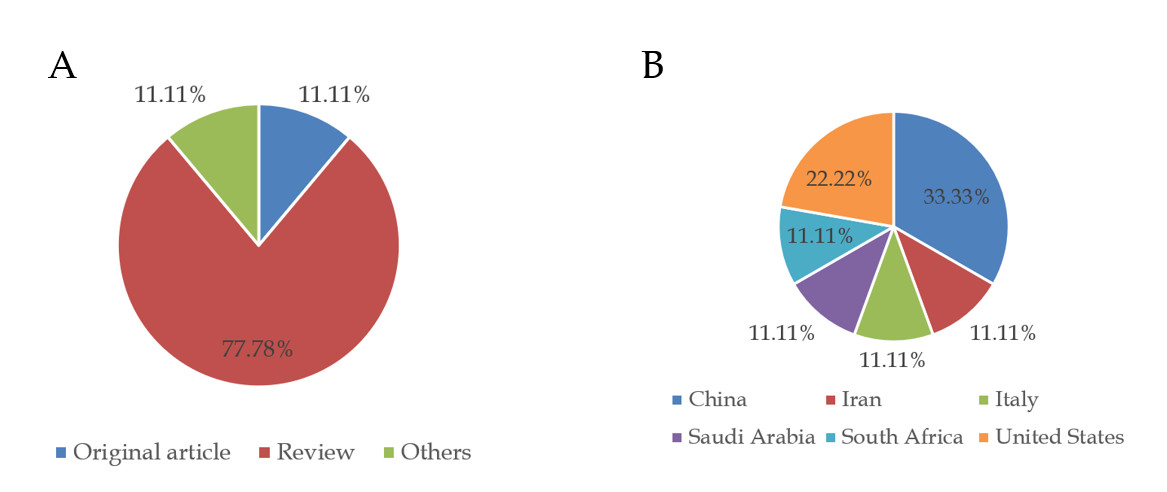 A
11.11% 11.11%
77.78%
Original article Review Others
B
22.22% 33.33%
11.11%
11.11% 11.11%
11.11%
China Iran Italy
Saudi Arabia South Africa United States